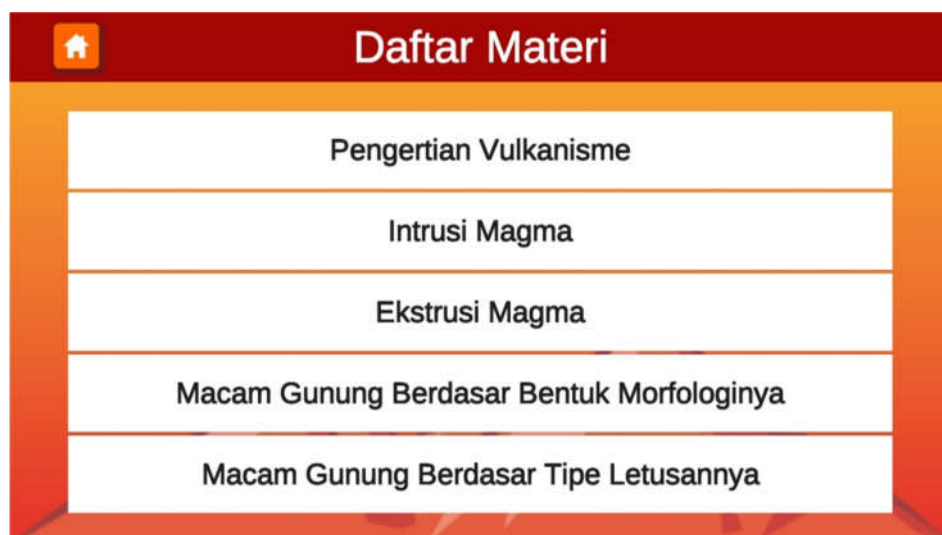 Daftar Materi
Pengertian Vulkanisme
Intrusi Magma
Ekstrusi Magma
Macam Gunung Berdasar Bentuk Morfologinya
Macam Gunung Berdasar Tipe Letusannya